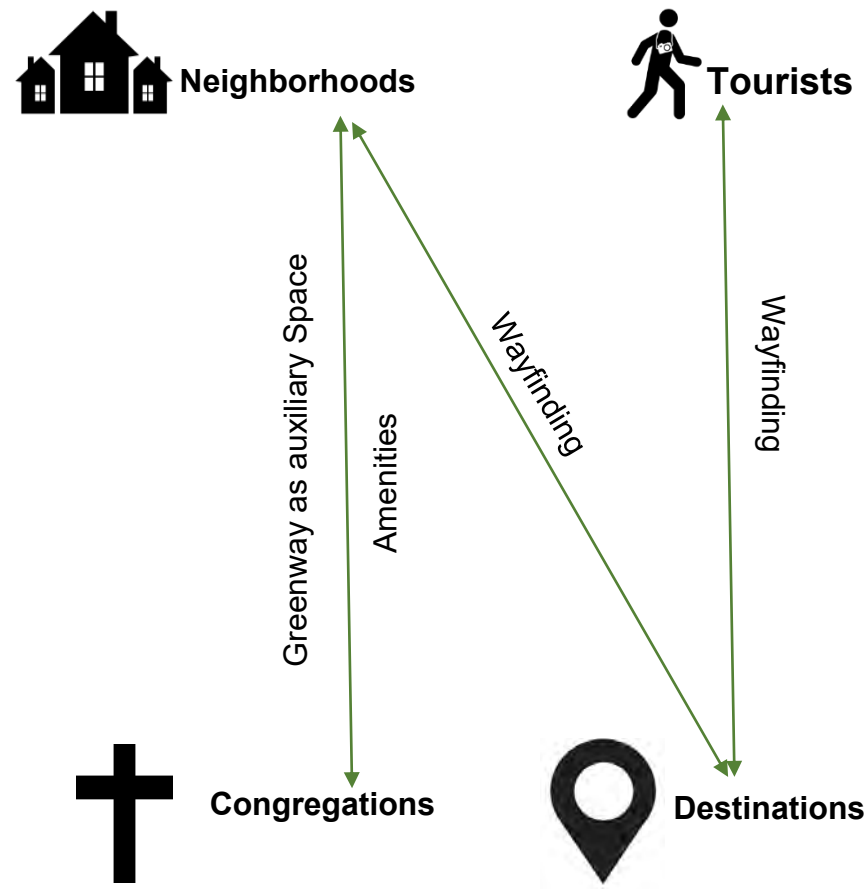 Neighborhoods
Tourists
Greenway as auxiliary Space
Amenities
Wayfinding
Wayfinding
Congregations
Destinations